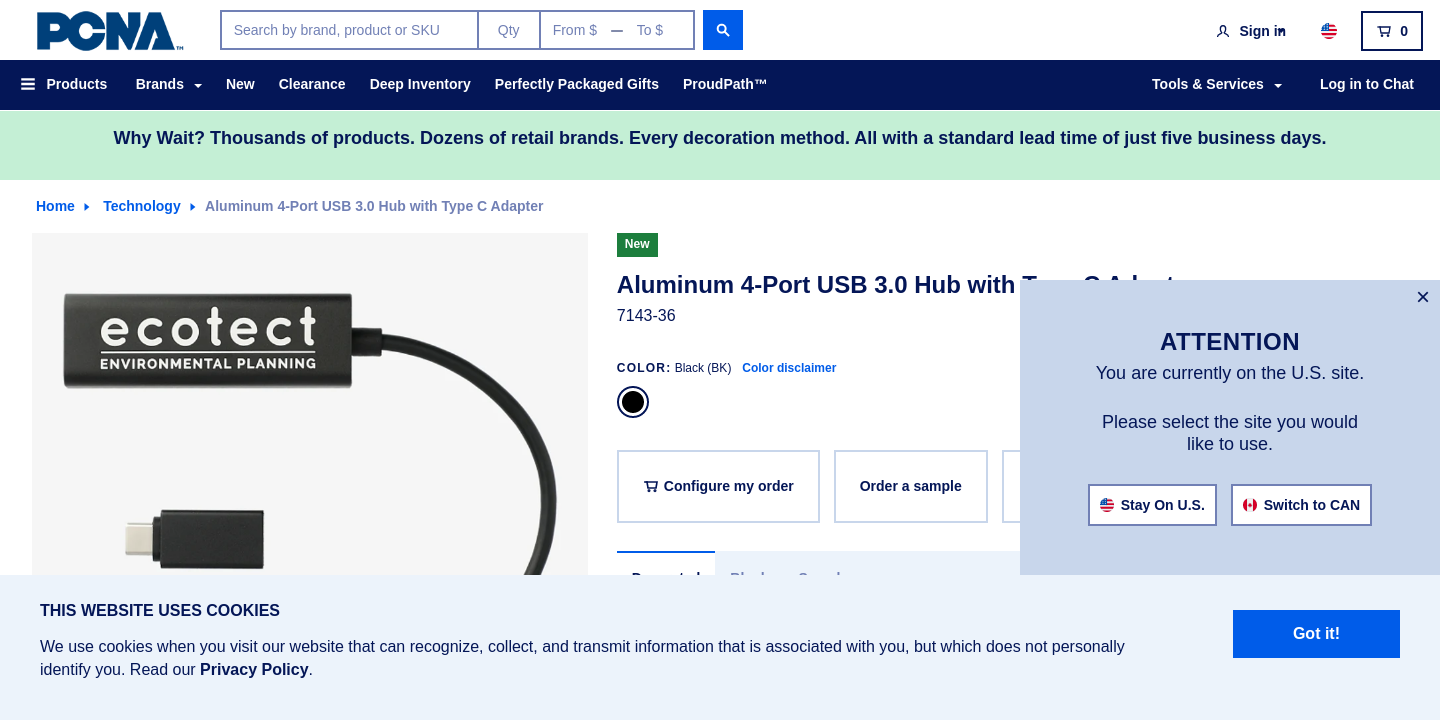 PCNA™
Search by brand, product or SKU
Qty
From $ — To $
Sign in
0
Products
Brands
New
Clearance
Deep Inventory
Perfectly Packaged Gifts
ProudPath™
Tools & Services
Log in to Chat
Why Wait? Thousands of products. Dozens of retail brands. Every decoration method. All with a standard lead time of just five business days.
Home
Technology
Aluminum 4-Port USB 3.0 Hub with Type C Adapter
ecotect
ENVIRONMENTAL PLANNING
New
Aluminum 4-Port USB 3.0 Hub with
7143-36
COLOR: Black (BK) Color disclaimer
Configure my order
Order a sample
×
ATTENTION
You are currently on the U.S. site.
Please select the site you would
like to use.
Stay On U.S.
Switch to CAN
THIS WEBSITE USES COOKIES
We use cookies when you visit our website that can recognize, collect, and transmit information that is associated with you, but which does not personally
identify you. Read our Privacy Policy.
Got it!